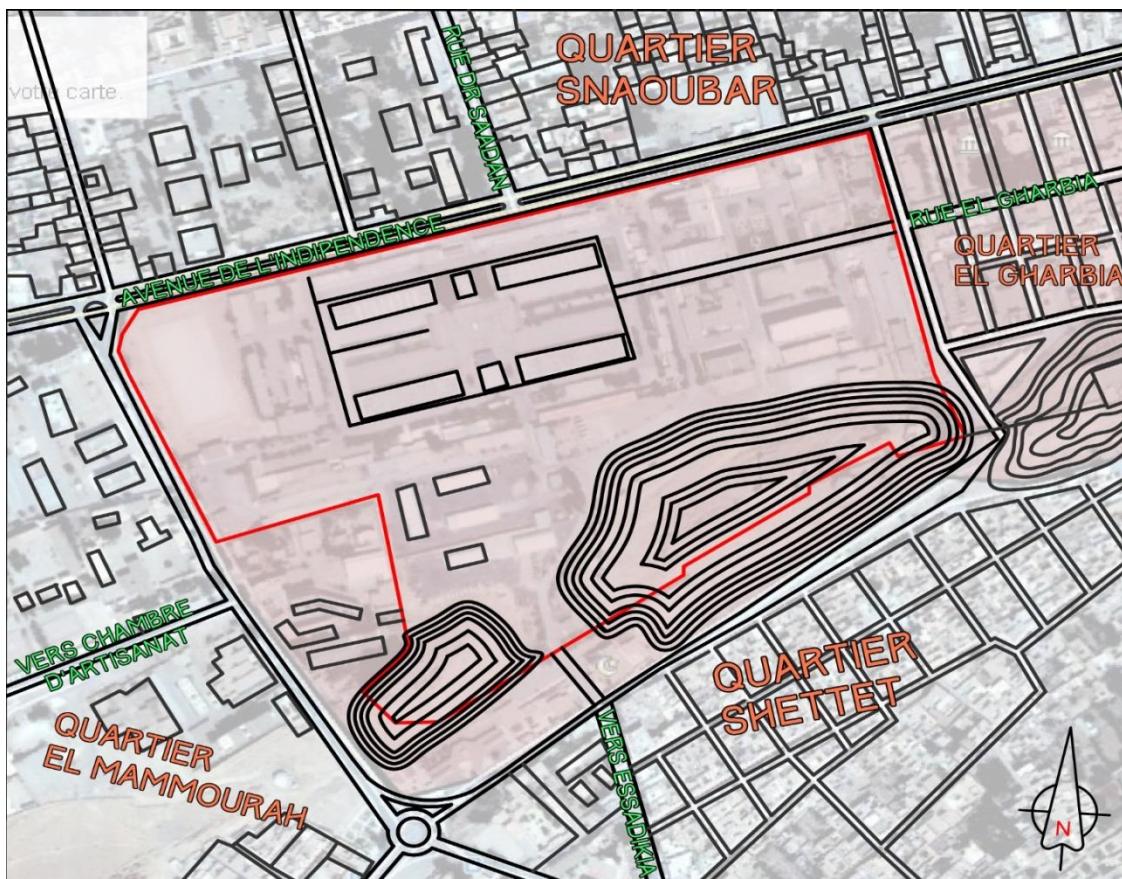 votre carte.
RUE DR SAADAN
QUARTIER
SNAOUBAR
AVENUE DE L'INDIPENDENCE
RUE EL GHARBIA
QUARTIER
EL GHARBIA
VERS CHAMBRE
D'ARTISANAT
QUARTIER
EL MAMMOURAH
QUARTIER
SHETTET
VERS ESSADIKIA
N